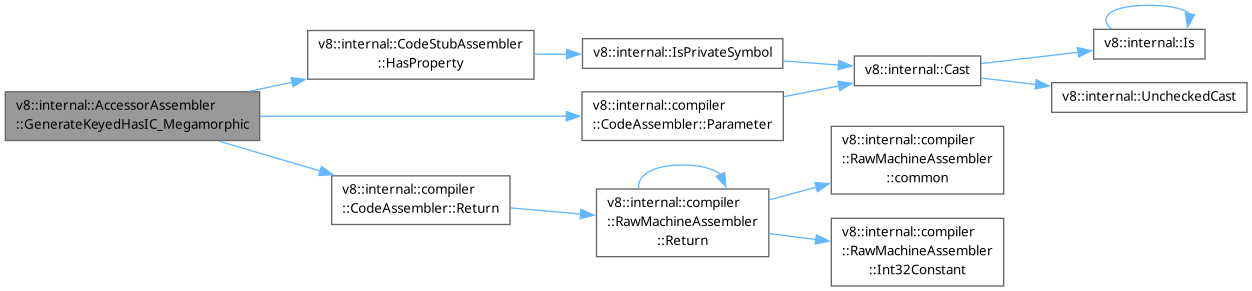 v8::internal::AccessorAssembler
::GenerateKeyedHasIC_Megamorphic
v8::internal::CodeStubAssembler
::HasProperty
v8::internal::IsPrivateSymbol
v8::internal::Cast
v8::internal::Is
v8::internal::UncheckedCast
v8::internal::compiler
::CodeAssembler::Parameter
v8::internal::compiler
::CodeAssembler::Return
v8::internal::compiler
::RawMachineAssembler
::Return
v8::internal::compiler
::RawMachineAssembler
::common
v8::internal::compiler
::RawMachineAssembler
::Int32Constant